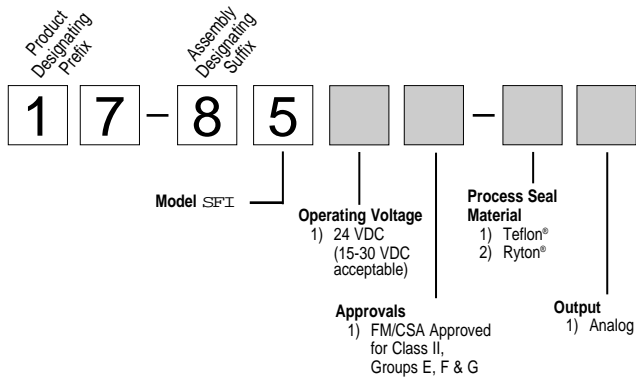 Product
Designating
Prefix
Assembly
Designating
Suffix
1 7 – 8 5 –
Model SFI
Operating Voltage
1) 24 VDC
(15-30 VDC
acceptable)
Approvals
1) FM/CSA Approved
for Class II,
Groups E, F & G
Process Seal
Material
1) Teflon®
2) Ryton®
Output
1) Analog